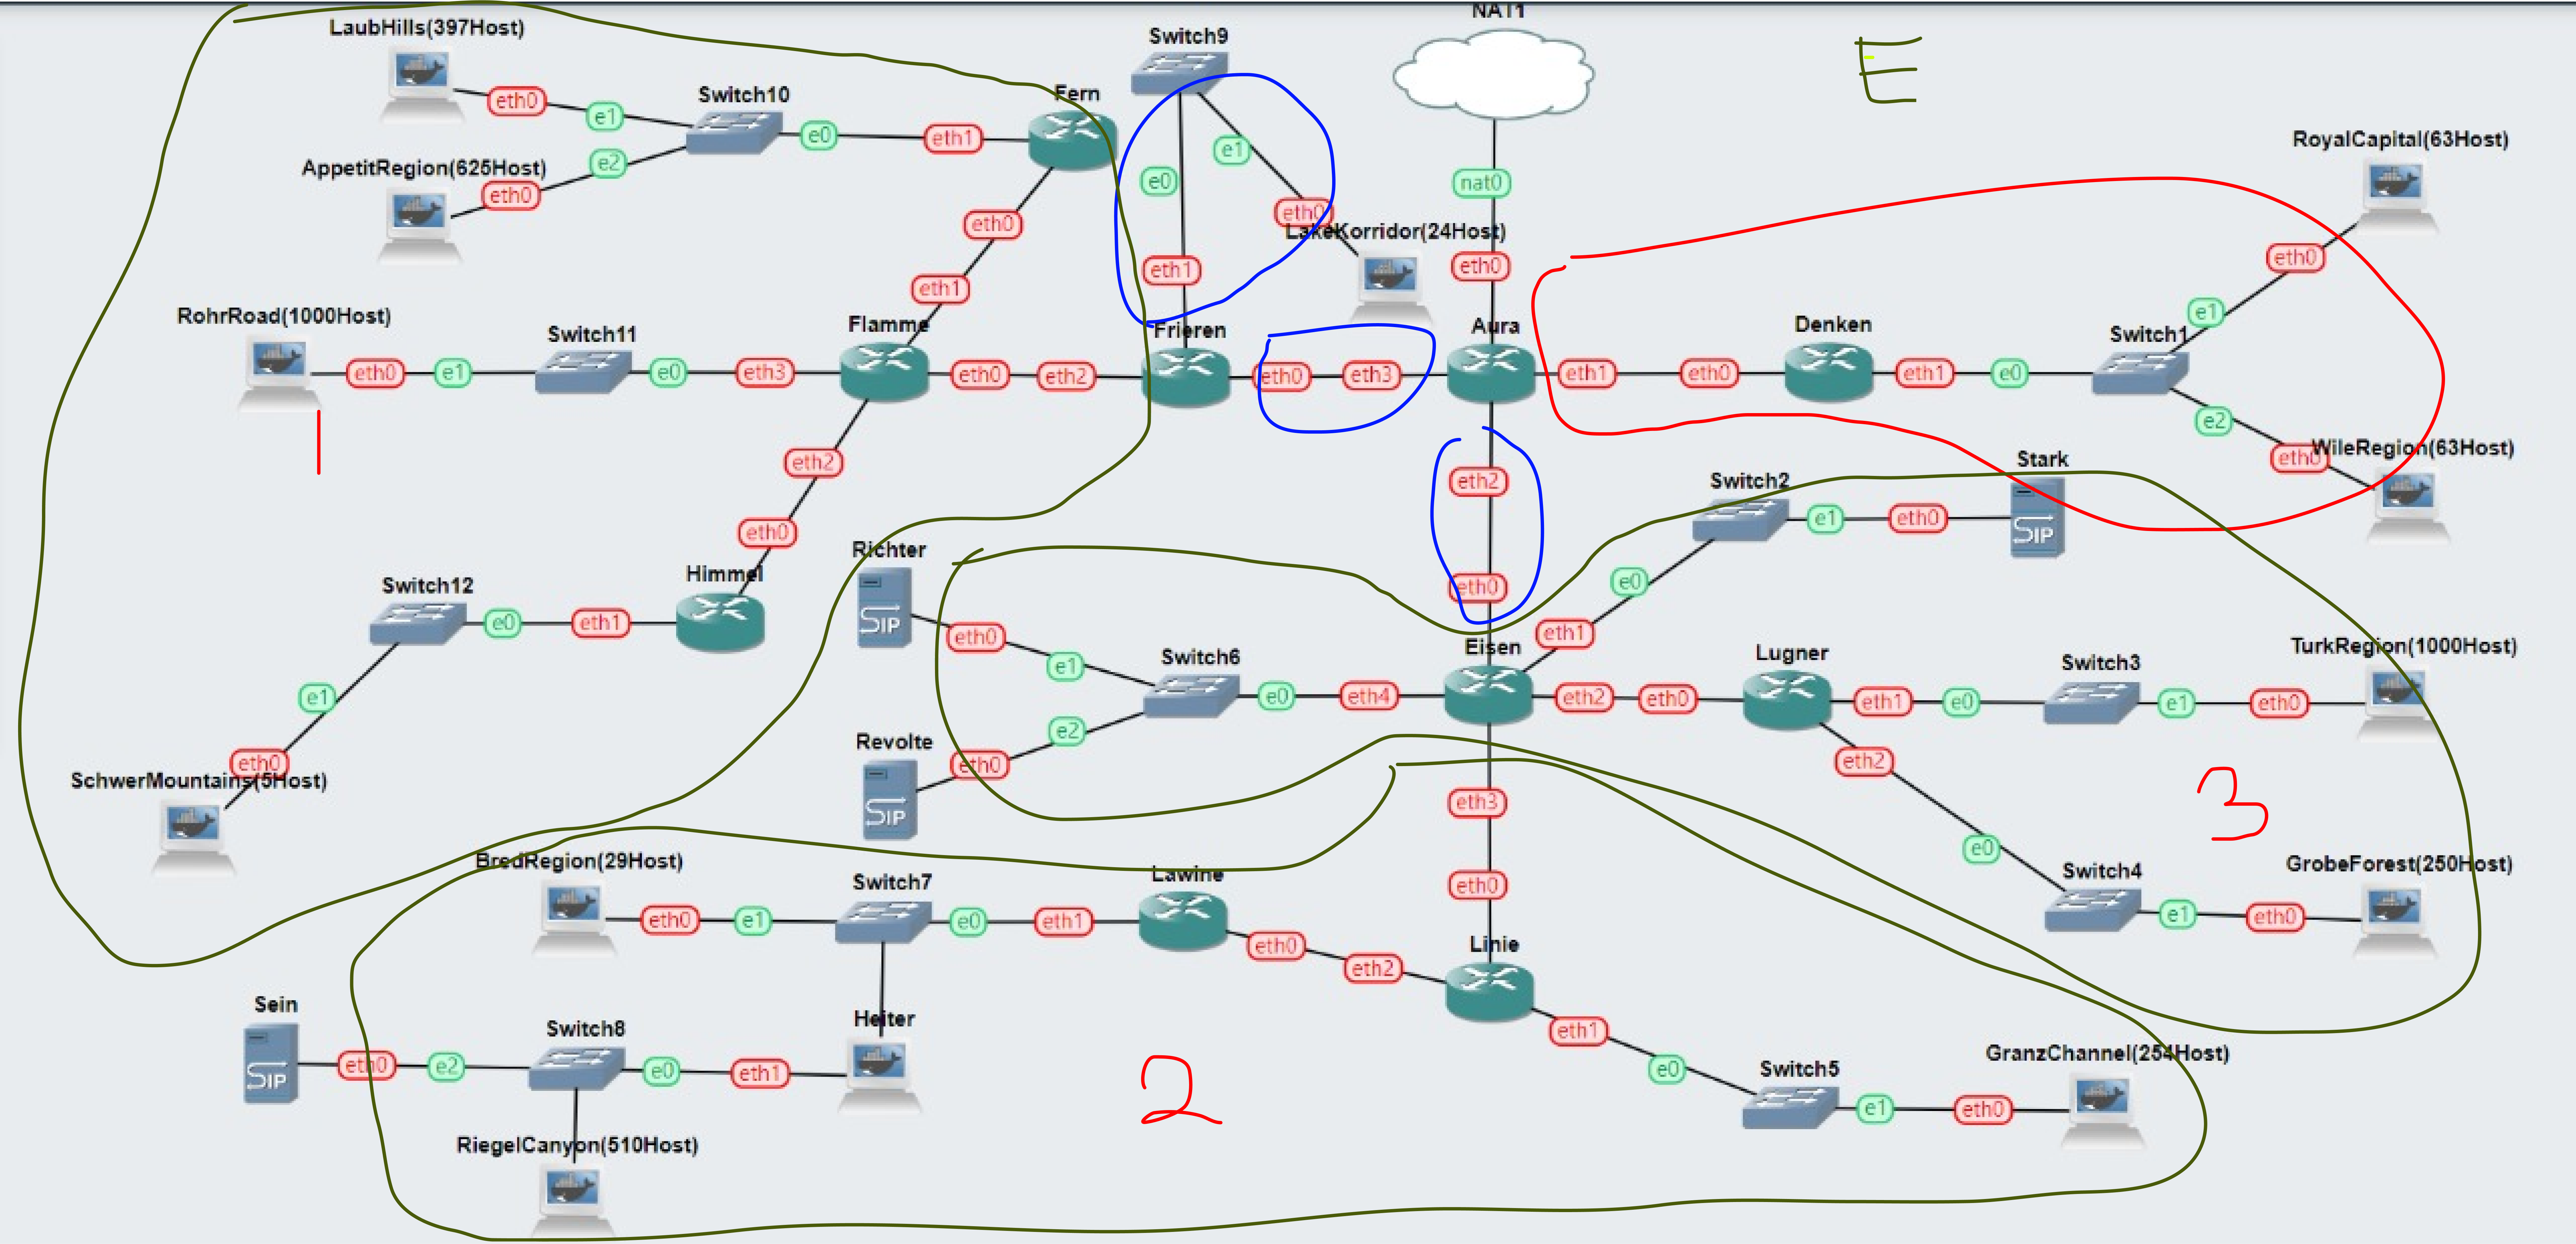 NAT1
LaubHills(397Host)
Switch9
E
Switch10
Fern
eth0
e1
e0
eth1
RoyalCapital(63Host)
AppetitRegion(625Host)
e2
eth0
e0
e1
nat0
eth0
eth0
eth0
LakeKorridor(24Host)
eth1
eth1
eth0
e1
RohrRoad(1000Host)
Switch11
Flamme
Frieren
Aura
Denken
Switch1
eth0
e1
e0
eth3
eth0
eth2
eth0
eth3
eth1
eth0
eth1
e0
1
e2
eth0
WileRegion(63Host)
eth2
eth2
Stark
Switch2
eth0
e1
eth0
SIP
Richter
Himmel
Switch12
e0
eth0
e0
eth1
SIP
eth0
eth1
e1
Eisen
Switch6
Lugner
Switch3
TurkRegion(1000Host)
e1
e0
eth4
eth2
eth0
eth1
e0
e1
eth0
e2
Revolte
eth0
eth0
eth2
SchwerMountains(5Host)
SIP
eth3
3
e0
BredRegion(29Host)
Switch7
Lawine
Switch4
GrobeForest(250Host)
eth0
e1
e0
eth1
eth0
e1
eth0
eth0
eth2
Linie
Sein
Switch8
Heiter
eth1
SIP
eth0
e2
e0
eth1
2
e0
Switch5
GranzChannel(254Host)
e1
eth0
RiegelCanyon(510Host)